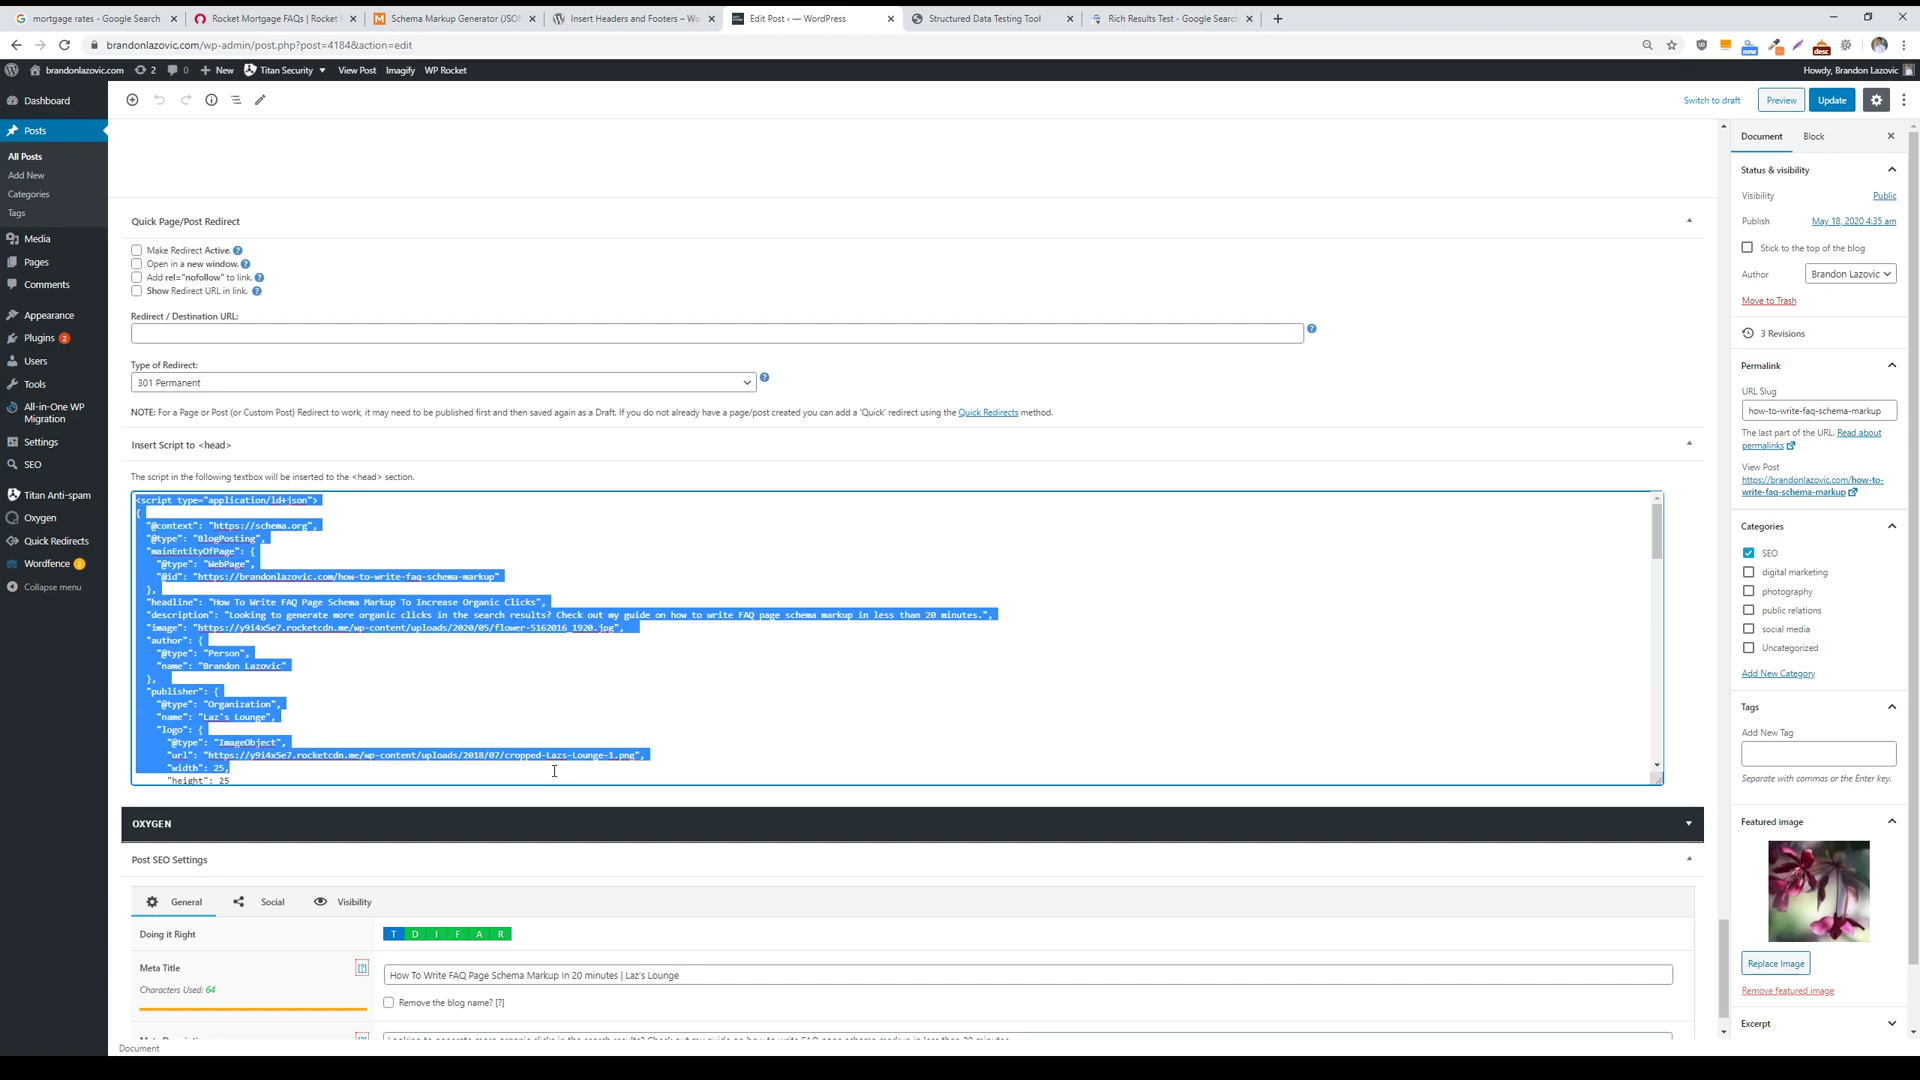 mortgage rates - Google Search
Rocket Mortgage FAQs | Rocket
Schema Markup Generator (JSON
Insert Headers and Footers – Wo
Edit Post ‹ — WordPress
Structured Data Testing Tool
Rich Results Test - Google Search
brandonlazovic.com/wp-admin/post.php?post=4184&action=edit
new
desc
brandonlazovic.com
2
0
New
Titan Security
View Post
Imagify
WP Rocket
Howdy, Brandon Lazovic
Dashboard
Posts
All Posts
Add New
Categories
Tags
Media
Pages
Comments
Appearance
Plugins 2
Users
Tools
All-in-One WP
Migration
Settings
SEO
Titan Anti-spam
Oxygen
Quick Redirects
Wordfence 2
Collapse menu
Switch to draft
Preview
Update
Quick Page/Post Redirect
Make Redirect Active. ?
Open in a new window. ?
Add rel="nofollow" to link. ?
Show Redirect URL in link. ?
Redirect / Destination URL:
?
Type of Redirect:
301 Permanent
?
NOTE: For a Page or Post (or Custom Post) Redirect to work, it may need to be published first and then saved again as a Draft. If you do not already have a page/post created you can add a 'Quick' redirect using the Quick Redirects method.
Insert Script to <head>
The script in the following textbox will be inserted to the <head> section.
<script type="application/ld+json">
{
"@context": "https://schema.org",
"@type": "BlogPosting",
"mainEntityOfPage": {
"@type": "WebPage",
"@id": "https://brandonlazovic.com/how-to-write-faq-schema-markup"
},
"headline": "How To Write FAQ Page Schema Markup To Increase Organic Clicks",
"description": "Looking to generate more organic clicks in the search results? Check out my guide on how to write FAQ page schema markup in less than 20 minutes.",
"image": "https://y9i4x5e7.rocketcdn.me/wp-content/uploads/2020/05/flower-5162016_1920.jpg",
"author": {
"@type": "Person",
"name": "Brandon Lazovic"
},
"publisher": {
"@type": "Organization",
"name": "Laz's Lounge",
"logo": {
"@type": "ImageObject",
"url": "https://y9i4x5e7.rocketcdn.me/wp-content/uploads/2018/07/cropped-Lazs-Lounge-1.png",
"width": 25,
"height": 25
OXYGEN
Post SEO Settings
General
Social
Visibility
Doing it Right
T D I F A R
Meta Title
[?]
How To Write FAQ Page Schema Markup In 20 minutes | Laz's Lounge
Characters Used: 64
Remove the blog name? [?]
Document
Document
Block
Status & visibility
Visibility
Public
Publish
May 18, 2020 4:35 am
Stick to the top of the blog
Author
Brandon Lazovic
Move to Trash
3 Revisions
Permalink
URL Slug
how-to-write-faq-schema-markup
The last part of the URL. Read about
permalinks
View Post
https://brandonlazovic.com/how-to-
write-faq-schema-markup
Categories
SEO
digital marketing
photography
public relations
social media
Uncategorized
Add New Category
Tags
Add New Tag
Separate with commas or the Enter key.
Featured image
Replace Image
Remove featured image
Excerpt